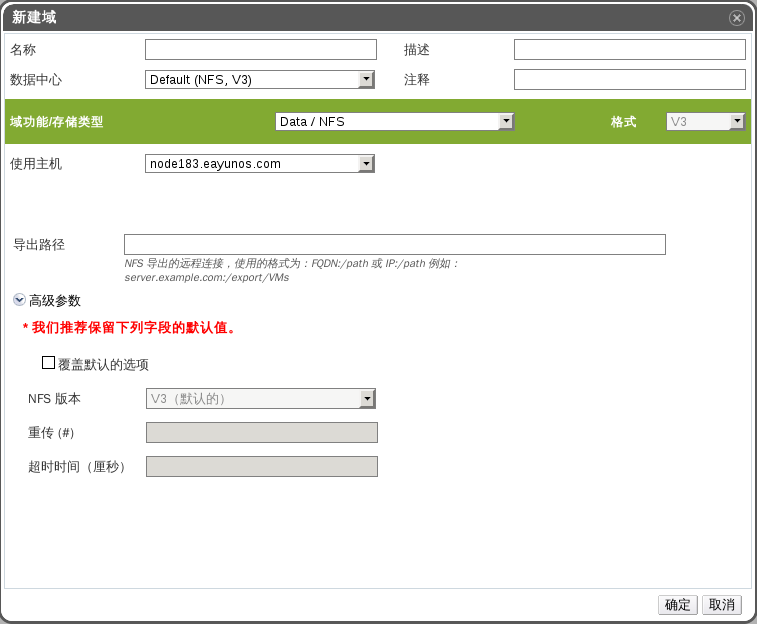 新建域
名称
描述
数据中心 Default (NFS, V3)
注释
域功能/存储类型 Data / NFS 格式 V3
使用主机 node183.eayunos.com
导出路径
NFS 导出的远程连接，使用的格式为：FQDN:/path 或 IP:/path 例如：
server.example.com:/export/VMs
高级参数
* 我们推荐保留下列字段的默认值。
覆盖默认的选项
NFS 版本 V3（默认的）
重传 (#)
超时时间（厘秒）
确定 取消